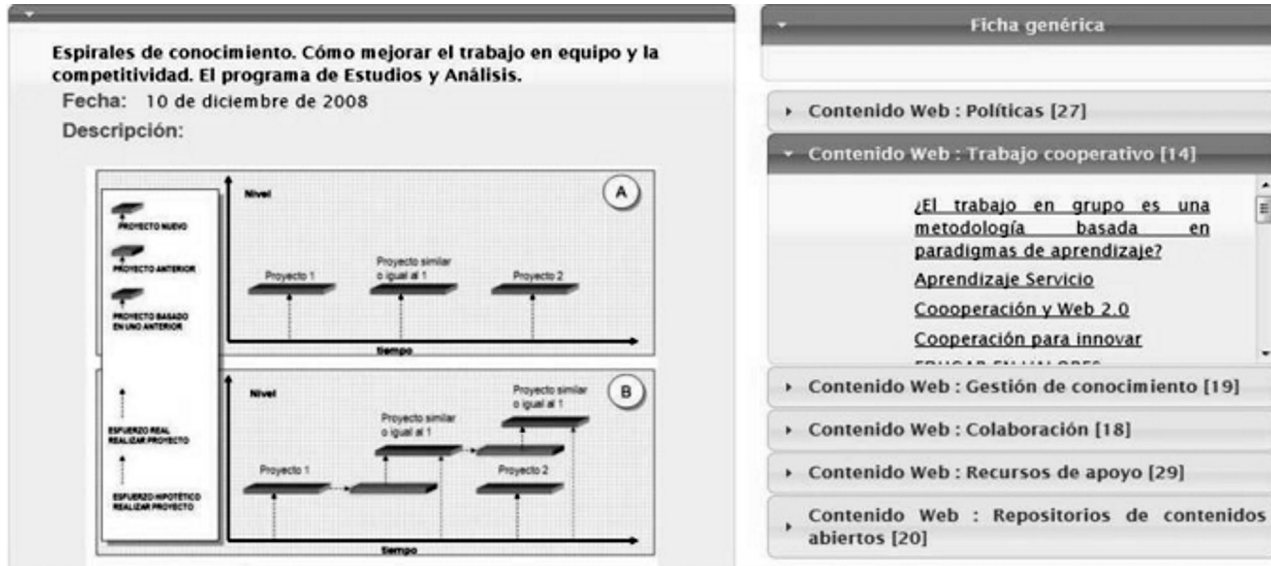 Espirales de conocimiento. Cómo mejorar el trabajo en equipo y la
competitividad. El programa de Estudios y Análisis.
Fecha: 10 de diciembre de 2008
Descripción:
PROYECTO NUEVO
PROYECTO ANTERIOR
PROYECTO BASADO
EN UNO ANTERIOR
ESFUERZO REAL
REALIZAR PROYECTO
ESFUERZO HIPOTÉTICO
REALIZAR PROYECTO
Nivel
A
Proyecto 1
Proyecto similar
o igual al 1
Proyecto 2
tiempo
Nivel
B
Proyecto 1
Proyecto similar
o igual al 1
Proyecto similar
o igual al 1
Proyecto 2
tiempo
Ficha genérica
Contenido Web : Políticas [27]
Contenido Web : Trabajo cooperativo [14]
¿El trabajo en grupo es una
metodología basada en
paradigmas de aprendizaje?
Aprendizaje Servicio
Coooperación y Web 2.0
Cooperación para innovar
EDUCAR EN VALORES
Contenido Web : Gestión de conocimiento [19]
Contenido Web : Colaboración [18]
Contenido Web : Recursos de apoyo [29]
Contenido Web : Repositorios de contenidos
abiertos [20]